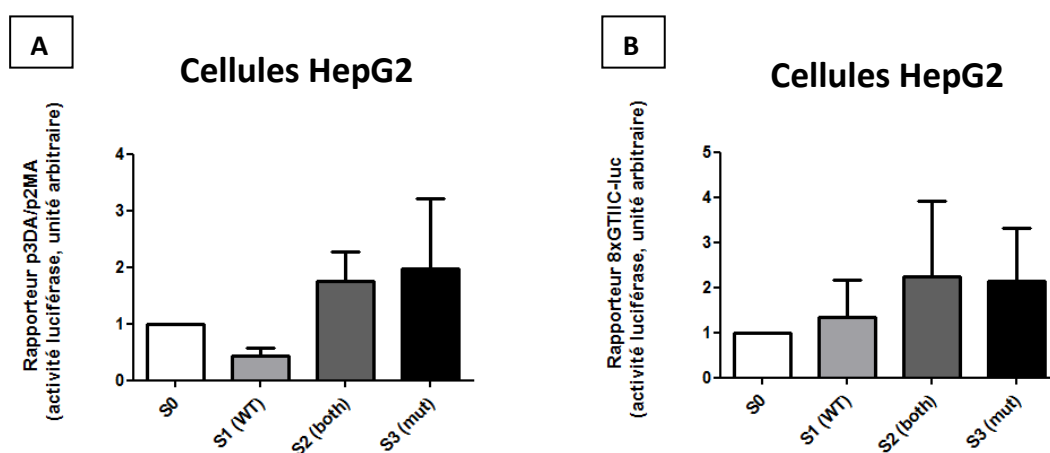 A
Cellules HepG2
Rapporteur p3DA/p2MA
(activité luciférase, unité arbitraire)
4
3
2
1
0
S0
S1 (WT)
S2 (both)
S3 (mut)
B
Cellules HepG2
Rapporteur 8xGTIIC-luc
(activité luciférase, unité arbitraire)
5
4
3
2
1
0
S0
S1 (WT)
S2 (both)
S3 (mut)